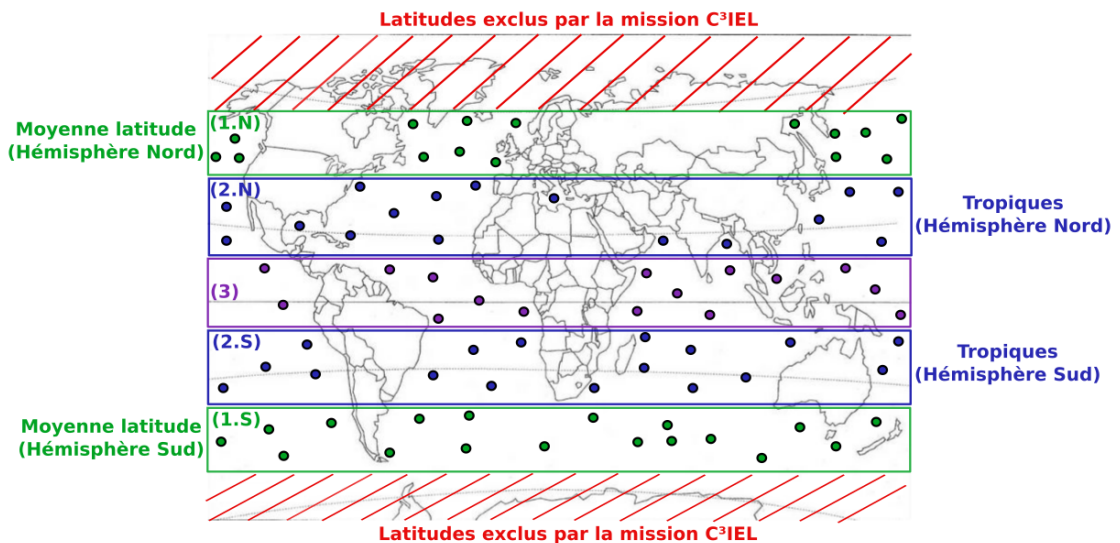 Latitudes exclus par la mission C³IEL
Moyenne latitude
(Hémisphère Nord)
(1.N)
(2.N)
Tropiques
(Hémisphère Nord)
(3)
(2.S)
Tropiques
(Hémisphère Sud)
Moyenne latitude
(Hémisphère Sud)
(1.S)
Latitudes exclus par la mission C³IEL